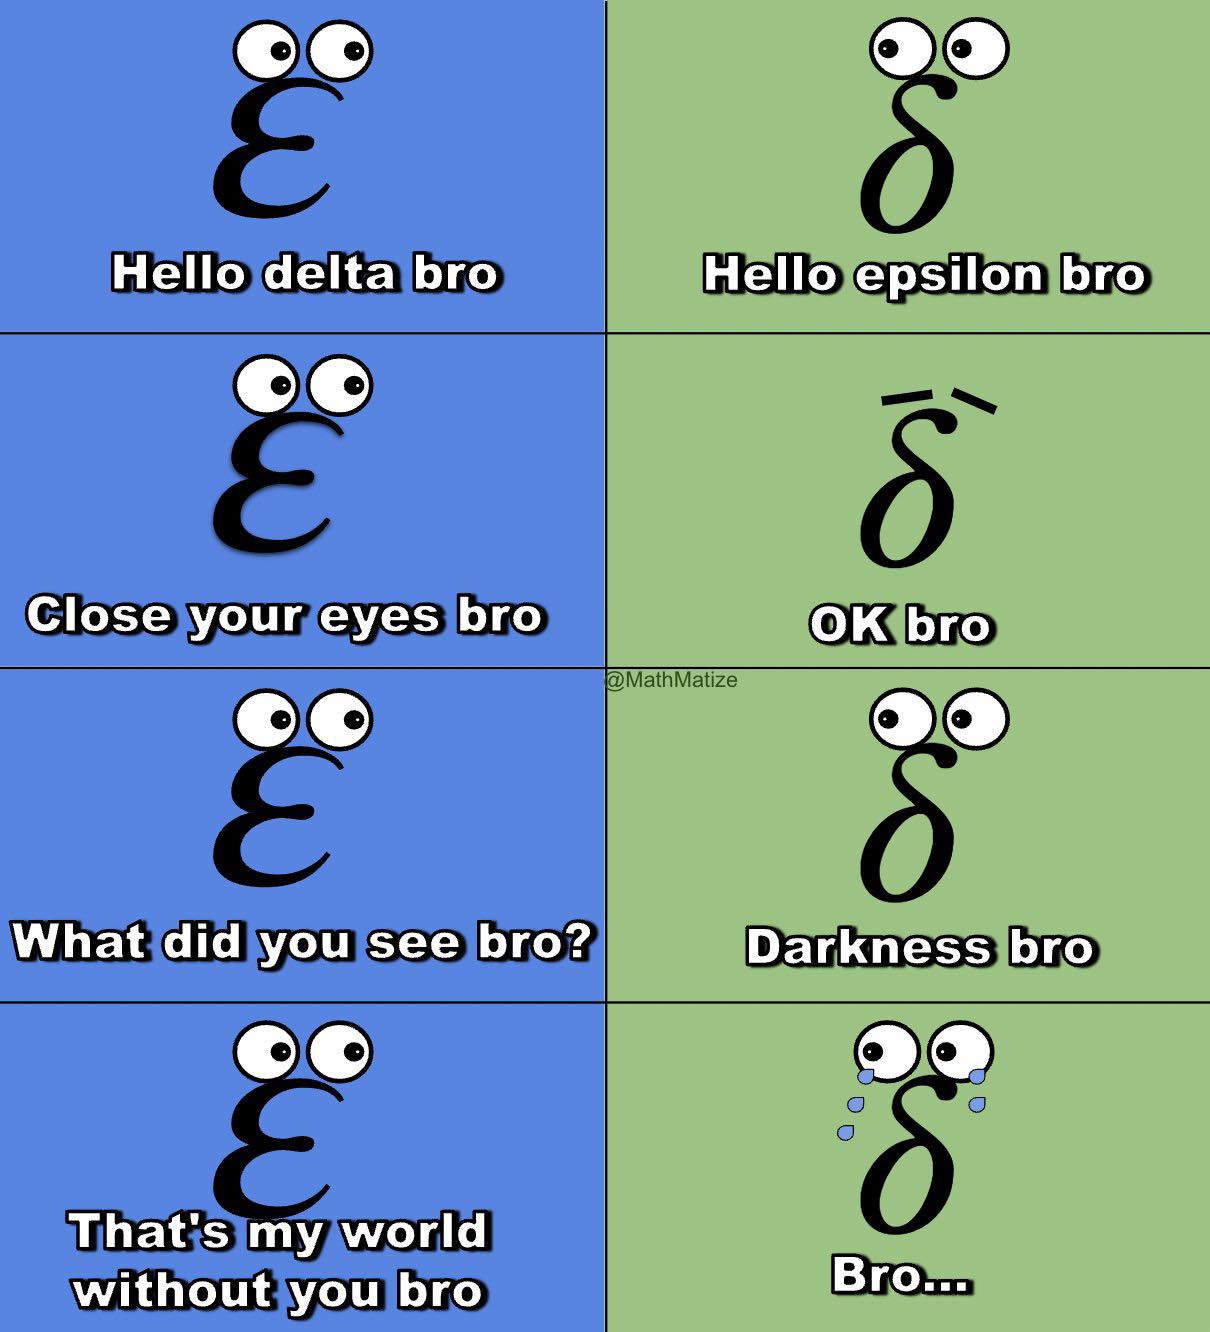 ε
δ
Hello delta bro
Hello epsilon bro
ε
δ
Close your eyes bro
OK bro
@MathMatize
ε
δ
What did you see bro?
Darkness bro
ε
δ
That's my world
without you bro
Bro...